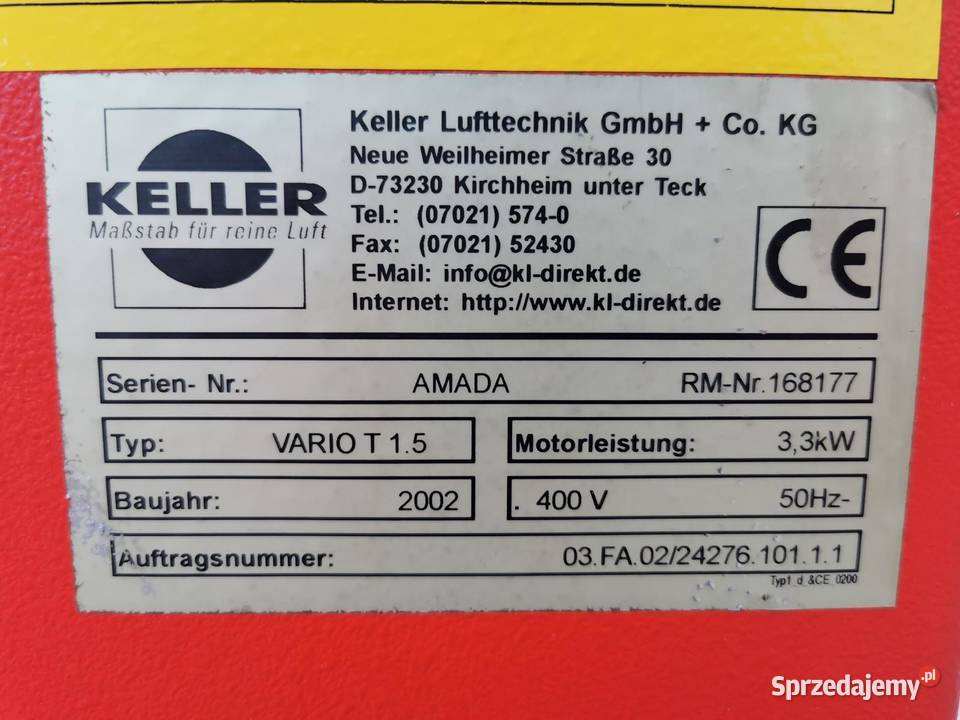 KELLER
Maßstab für reine Luft
Keller Lufttechnik GmbH + Co. KG
Neue Weilheimer Straße 30
D-73230 Kirchheim unter Teck
Tel.: (07021) 574-0
Fax: (07021) 52430
E-Mail: info@kl-direkt.de
Internet: http://www.kl-direkt.de
CE
Serien- Nr.: AMADA RM-Nr.168177
Typ: VARIO T 1.5 Motorleistung: 3,3kW
Baujahr: 2002 . 400 V 50Hz-
Auftragsnummer: 03.FA.02/24276.101.1.1
Typ1_d_&CE_0200
Sprzedajemy.pl